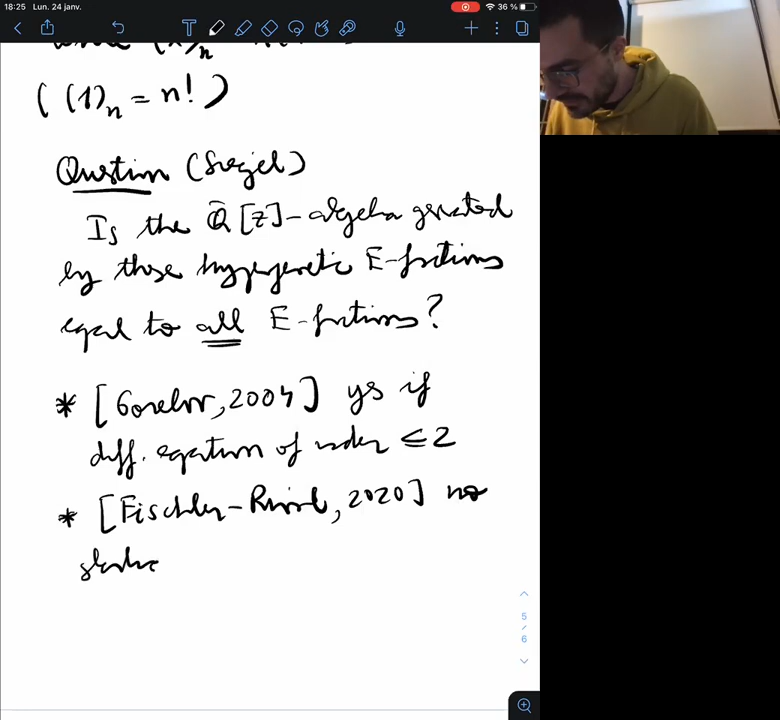 18:25 Lun. 24 janv.
36 %
( (1)_n = n! )
Question (Siegel)
Is the Q̄[z]-algebra generated
by those hypergeometric E-functions
equal to all E-functions?
* [Gorelov, 2004] yes if
diff. equation of order ≤ 2
* [Fischler-Rivoal, 2020] no
5
/
6